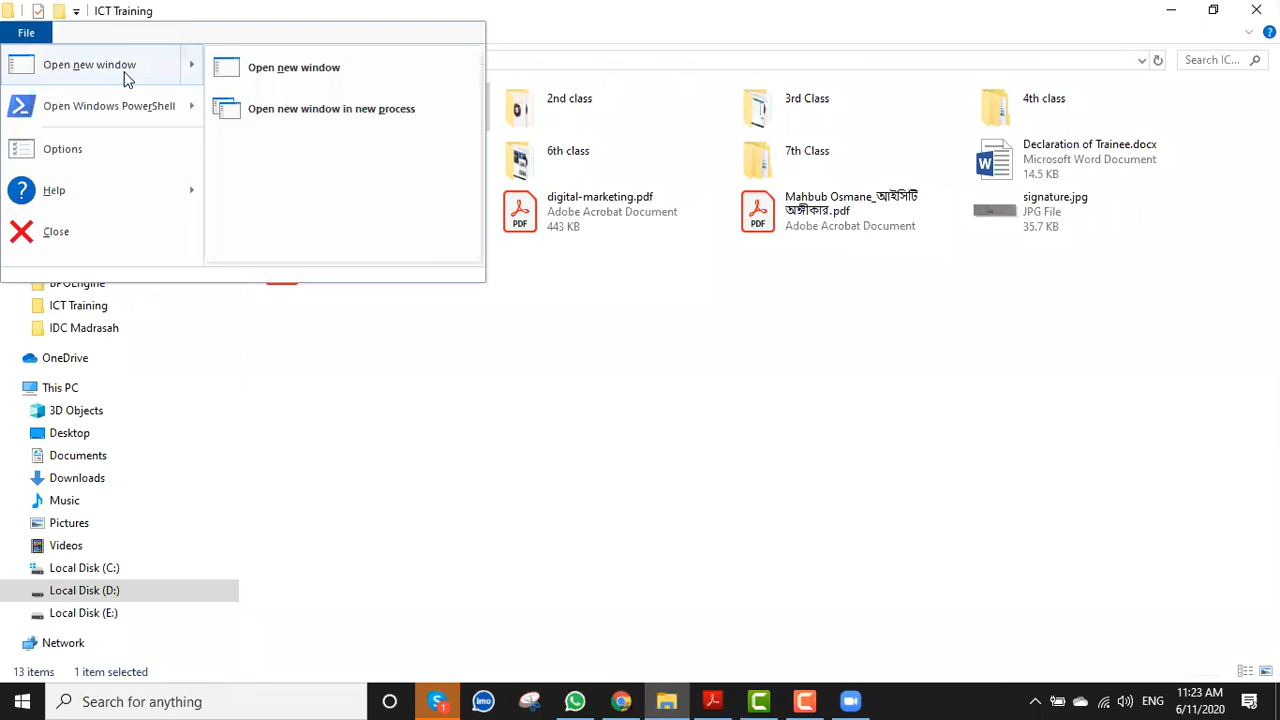 ICT Training
File
Open new window
Open Windows PowerShell
Options
Help
Close
Open new window
Open new window in new process
Search IC...
2nd class
3rd Class
4th class
6th class
7th Class
Declaration of Trainee.docx
Microsoft Word Document
14.5 KB
digital-marketing.pdf
Adobe Acrobat Document
443 KB
Mahbub Osmane_আইসিটি
অঙ্গীকার.pdf
Adobe Acrobat Document
signature.jpg
JPG File
35.7 KB
BPOEngine
ICT Training
IDC Madrasah
OneDrive
This PC
3D Objects
Desktop
Documents
Downloads
Music
Pictures
Videos
Local Disk (C:)
Local Disk (D:)
Local Disk (E:)
Network
13 items
1 item selected
Search for anything
imo
ENG
11:23 AM
6/11/2020